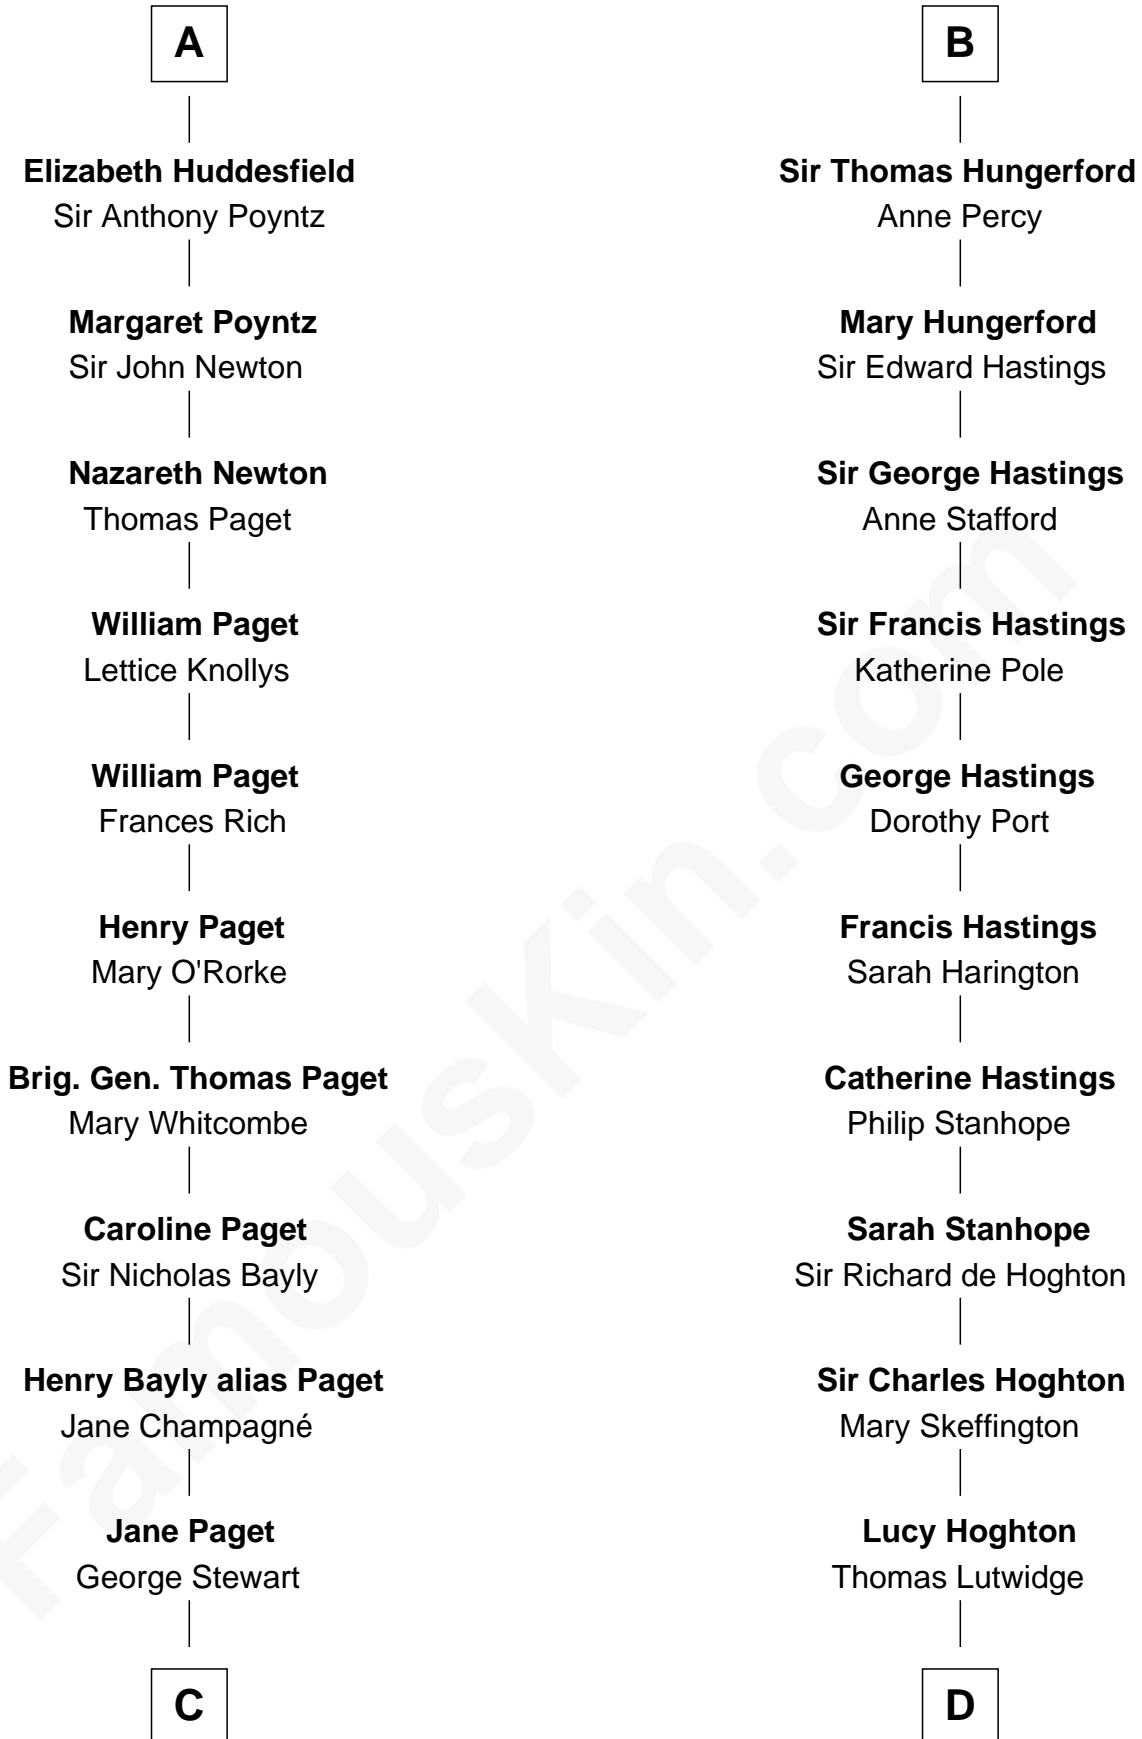 A
Elizabeth Huddesfield
Sir Anthony Poyntz
Margaret Poyntz
Sir John Newton
Nazareth Newton
Thomas Paget
William Paget
Lettice Knollys
William Paget
Frances Rich
Henry Paget
Mary O'Rorke
Brig. Gen. Thomas Paget
Mary Whitcombe
Caroline Paget
Sir Nicholas Bayly
Henry Bayly alias Paget
Jane Champagné
Jane Paget
George Stewart
C
B
Sir Thomas Hungerford
Anne Percy
Mary Hungerford
Sir Edward Hastings
Sir George Hastings
Anne Stafford
Sir Francis Hastings
Katherine Pole
George Hastings
Dorothy Port
Francis Hastings
Sarah Harington
Catherine Hastings
Philip Stanhope
Sarah Stanhope
Sir Richard de Hoghton
Sir Charles Hoghton
Mary Skeffington
Lucy Hoghton
Thomas Lutwidge
D
FamousKin.com